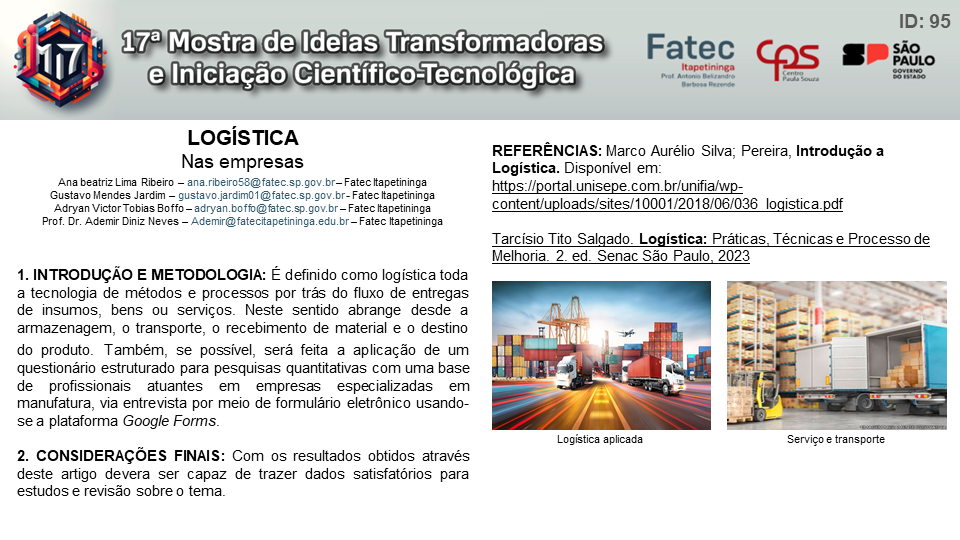 ID: 95
17ª Mostra de Ideias Transformadoras
e Iniciação Científico-Tecnológica
Fatec
Itapetininga
Prof. Antonio Belizandro
Barbosa Rezende
CPS
Centro
Paula Souza
SP
SÃO PAULO
GOVERNO
DO ESTADO
LOGÍSTICA
Nas empresas
Ana beatriz Lima Ribeiro – ana.ribeiro58@fatec.sp.gov.br – Fatec Itapetininga
Gustavo Mendes Jardim – gustavo.jardim01@fatec.sp.gov.br - Fatec Itapetininga
Adryan Victor Tobias Boffo – adryan.boffo@fatec.sp.gov.br – Fatec Itapetininga
Prof. Dr. Ademir Diniz Neves – Ademir@fatecitapetininga.edu.br – Fatec Itapetininga
1. INTRODUÇÃO E METODOLOGIA: É definido como logística toda
a tecnologia de métodos e processos por trás do fluxo de entregas
de insumos, bens ou serviços. Neste sentido abrange desde a
armazenagem, o transporte, o recebimento de material e o destino
do produto. Também, se possível, será feita a aplicação de um
questionário estruturado para pesquisas quantitativas com uma base
de profissionais atuantes em empresas especializadas em
manufatura, via entrevista por meio de formulário eletrônico usando-
se a plataforma Google Forms.
2. CONSIDERAÇÕES FINAIS: Com os resultados obtidos através
deste artigo devera ser capaz de trazer dados satisfatórios para
estudos e revisão sobre o tema.
REFERÊNCIAS: Marco Aurélio Silva; Pereira, Introdução a
Logística. Disponível em:
https://portal.unisepe.com.br/unifia/wp-
content/uploads/sites/10001/2018/06/036_logistica.pdf
Tarcísio Tito Salgado. Logística: Práticas, Técnicas e Processo de
Melhoria. 2. ed. Senac São Paulo, 2023
Logística aplicada
Serviço e transporte